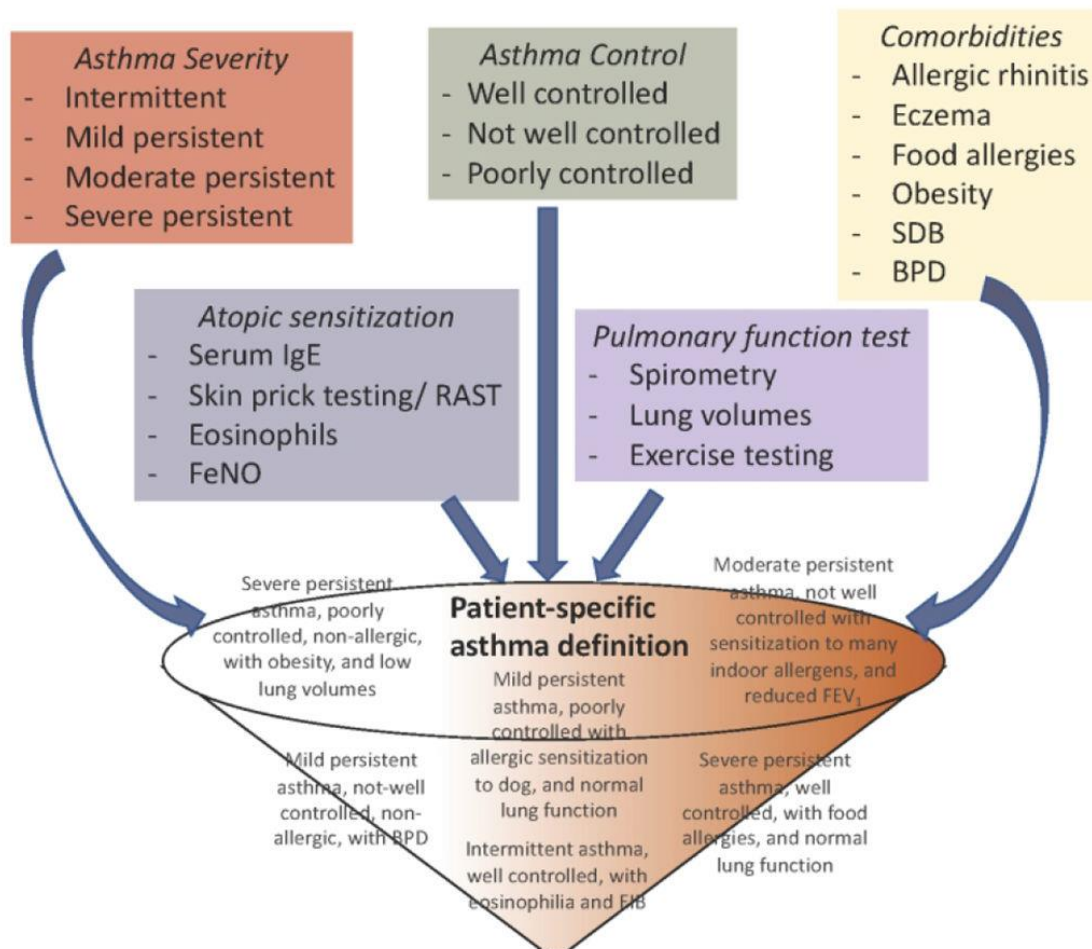 Asthma Severity
- Intermittent
- Mild persistent
- Moderate persistent
- Severe persistent
Asthma Control
- Well controlled
- Not well controlled
- Poorly controlled
Comorbidities
- Allergic rhinitis
- Eczema
- Food allergies
- Obesity
- SDB
- BPD
Atopic sensitization
- Serum IgE
- Skin prick testing/ RAST
- Eosinophils
- FeNO
Pulmonary function test
- Spirometry
- Lung volumes
- Exercise testing
Severe persistent
asthma, poorly
controlled, non-allergic,
with obesity, and low
lung volumes
Patient-specific
asthma definition
Moderate persistent
asthma, not well
controlled with
sensitization to many
indoor allergens, and
reduced FEV₁
Mild persistent
asthma, poorly
controlled with
allergic sensitization
to dog, and normal
lung function
Mild persistent
asthma, not-well
controlled, non-
allergic, with BPD
Severe persistent
asthma, well
controlled, with food
allergies, and normal
lung function
Intermittent asthma,
well controlled, with
eosinophilia and EIB